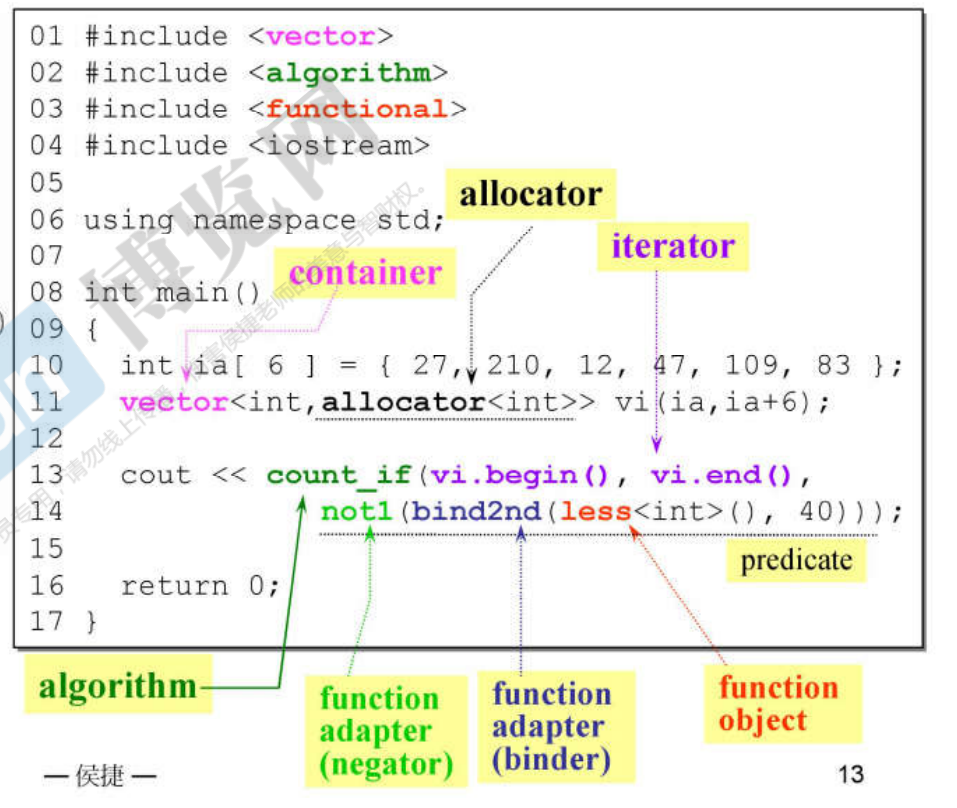 01 #include <vector>
02 #include <algorithm>
03 #include <functional>
04 #include <iostream>
05
allocator
06 using namespace std;
iterator
07
container
08 int main()
09 {
10   int ia[ 6 ] = { 27, 210, 12, 47, 109, 83 };
11   vector<int,allocator<int>> vi(ia,ia+6);
12
13   cout << count_if(vi.begin(), vi.end(),
14              not1(bind2nd(less<int>(), 40)));
15
predicate
16   return 0;
17 }
algorithm
function
adapter
(negator)
function
adapter
(binder)
function
object
博览网
— 侯捷 —
13